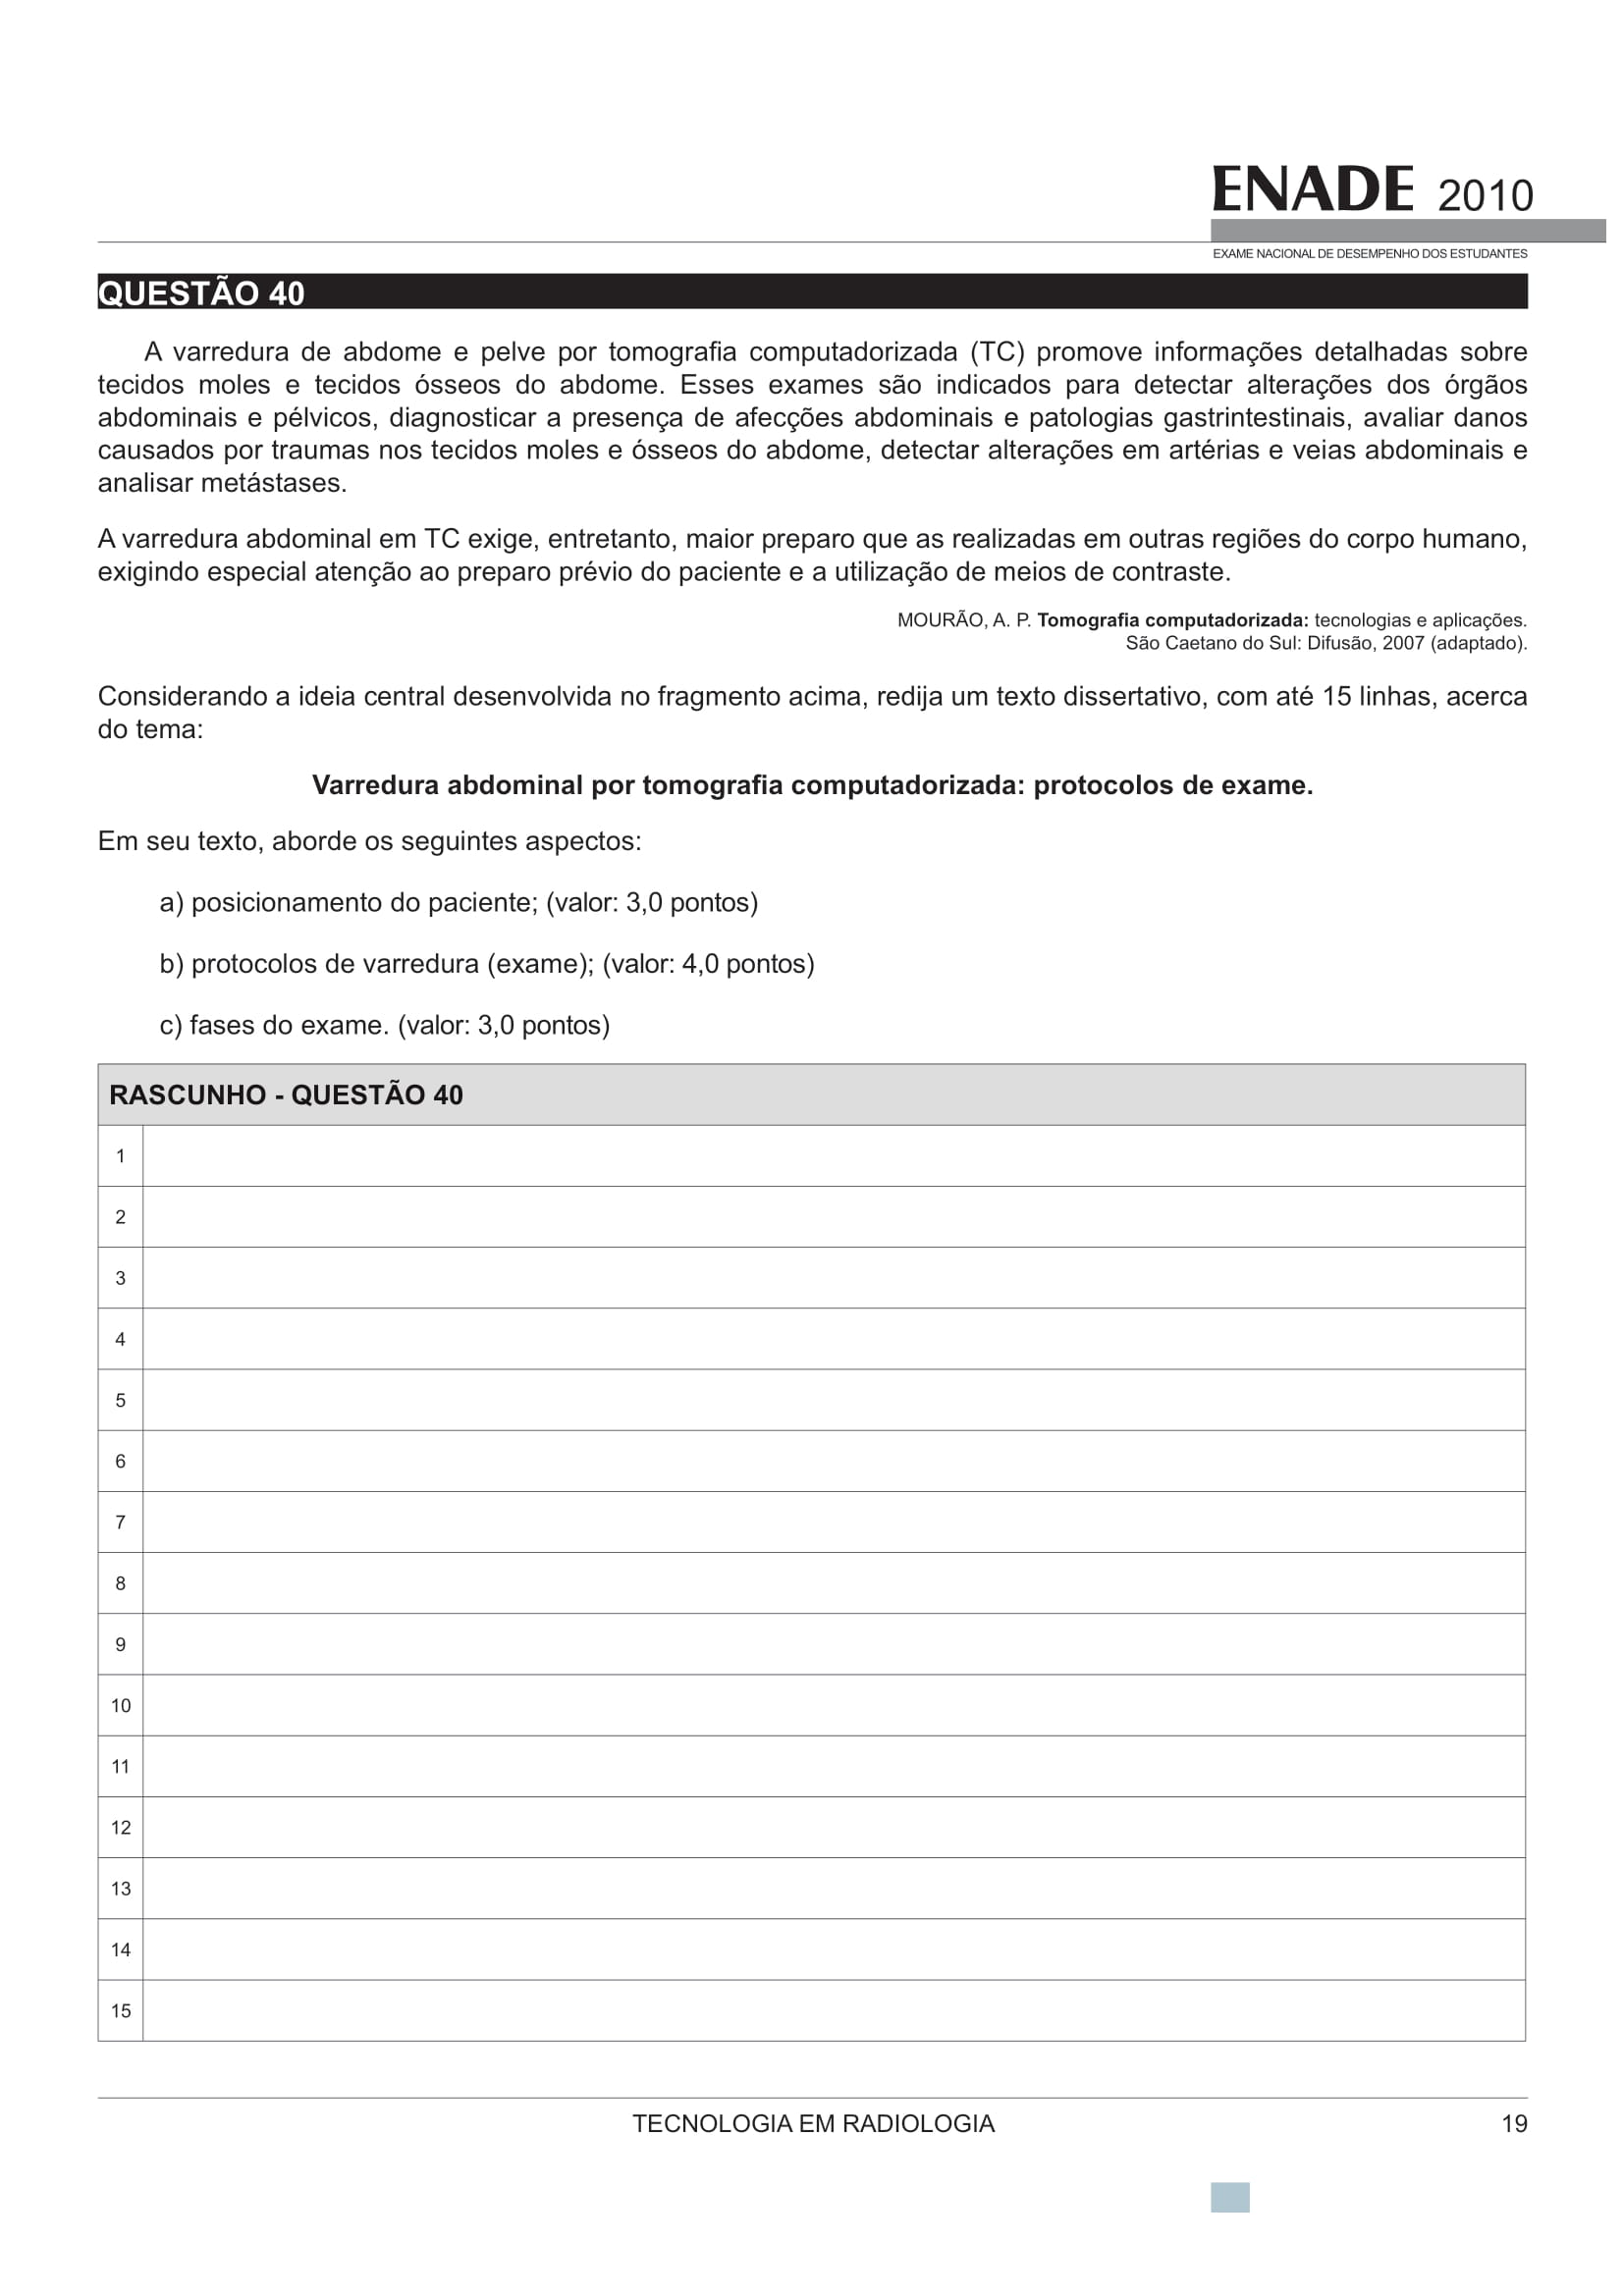 ENADE 2010
EXAME NACIONAL DE DESEMPENHO DOS ESTUDANTES
QUESTÃO 40
A varredura de abdome e pelve por tomografia computadorizada (TC) promove informações detalhadas sobre
tecidos moles e tecidos ósseos do abdome. Esses exames são indicados para detectar alterações dos órgãos
abdominais e pélvicos, diagnosticar a presença de afecções abdominais e patologias gastrintestinais, avaliar danos
causados por traumas nos tecidos moles e ósseos do abdome, detectar alterações em artérias e veias abdominais e
analisar metástases.
A varredura abdominal em TC exige, entretanto, maior preparo que as realizadas em outras regiões do corpo humano,
exigindo especial atenção ao preparo prévio do paciente e a utilização de meios de contraste.
MOURÃO, A. P. Tomografia computadorizada: tecnologias e aplicações.
São Caetano do Sul: Difusão, 2007 (adaptado).
Considerando a ideia central desenvolvida no fragmento acima, redija um texto dissertativo, com até 15 linhas, acerca
do tema:
Varredura abdominal por tomografia computadorizada: protocolos de exame.
Em seu texto, aborde os seguintes aspectos:
a) posicionamento do paciente; (valor: 3,0 pontos)
b) protocolos de varredura (exame); (valor: 4,0 pontos)
c) fases do exame. (valor: 3,0 pontos)
RASCUNHO - QUESTÃO 40
1
2
3
4
5
6
7
8
9
10
11
12
13
14
15
TECNOLOGIA EM RADIOLOGIA 19